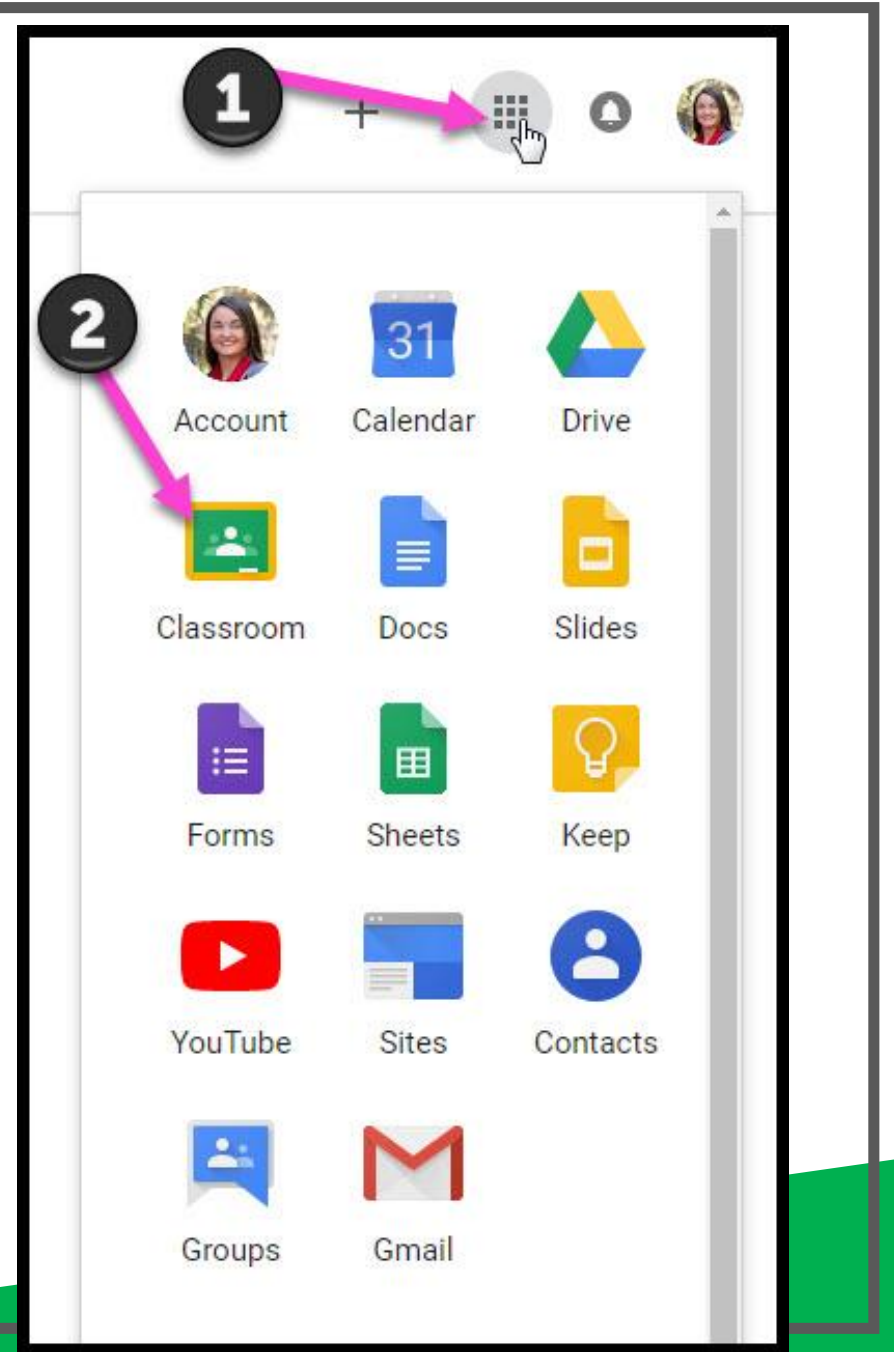 1
2
31
Account Calendar Drive
Classroom Docs Slides
Forms Sheets Keep
YouTube Sites Contacts
Groups Gmail